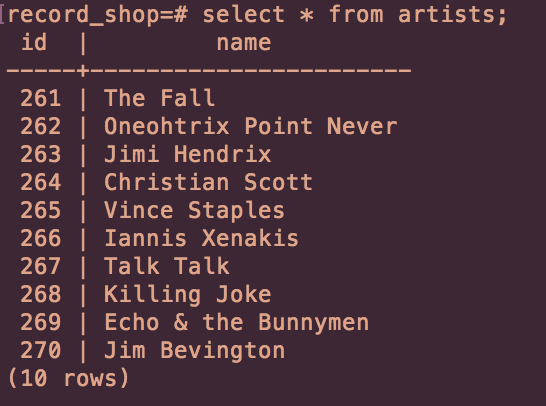 [record_shop=# select * from artists;
 id  |          name
-----+-----------------------
 261 | The Fall
 262 | Oneohtrix Point Never
 263 | Jimi Hendrix
 264 | Christian Scott
 265 | Vince Staples
 266 | Iannis Xenakis
 267 | Talk Talk
 268 | Killing Joke
 269 | Echo & the Bunnymen
 270 | Jim Bevington
(10 rows)